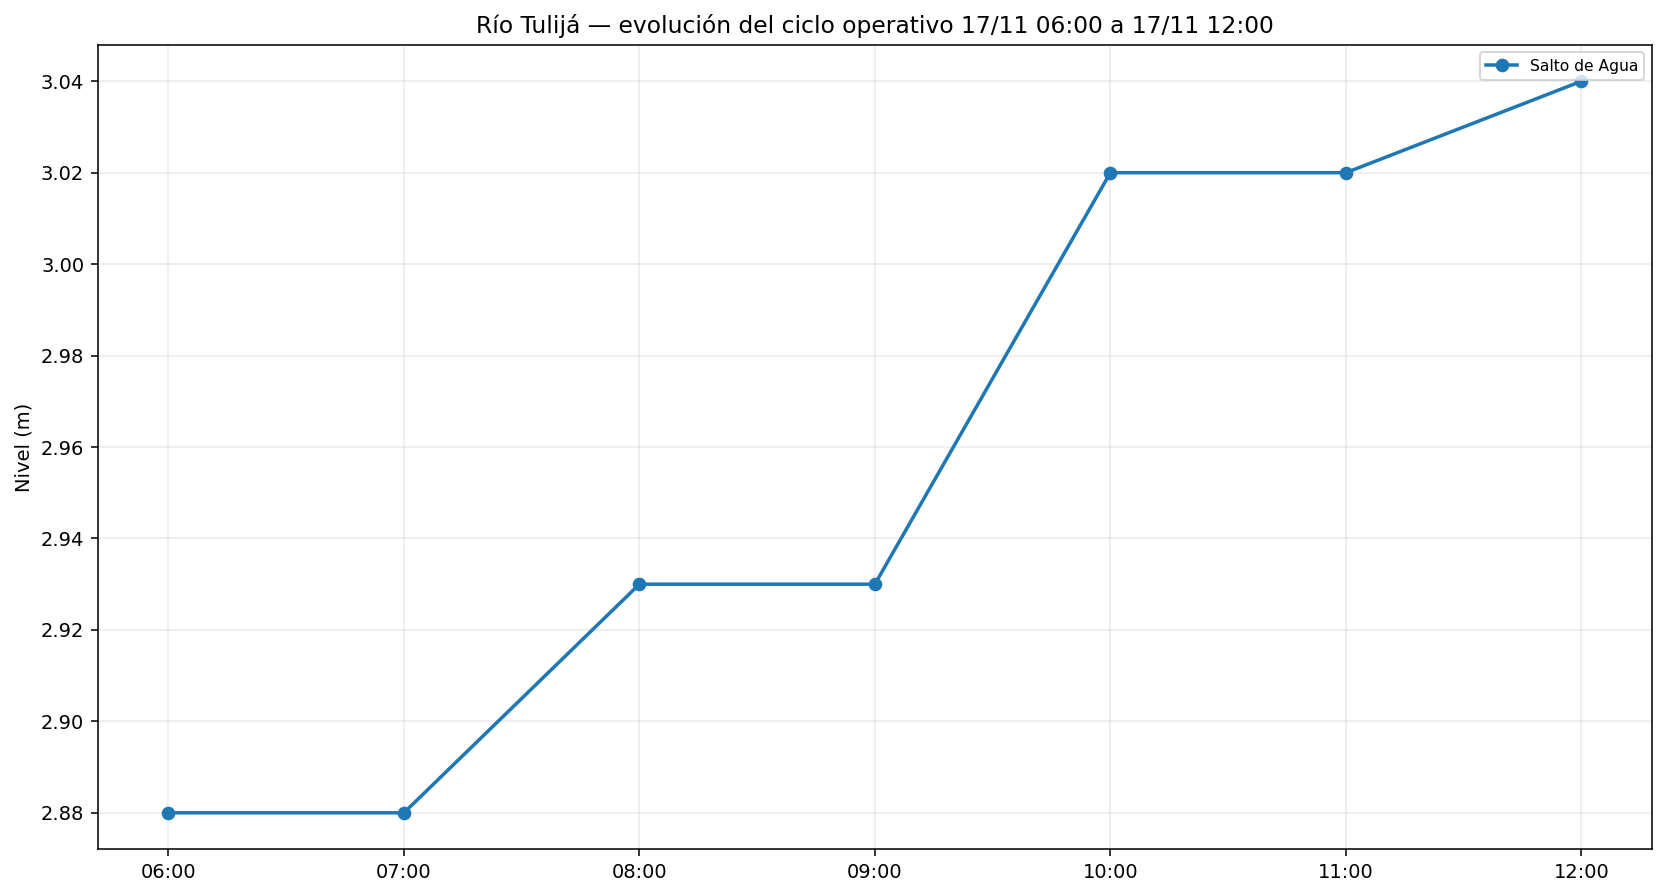 Río Tulijá — evolución del ciclo operativo 17/11 06:00 a 17/11 12:00
Salto de Agua
Nivel (m)
3.04
3.02
3.00
2.98
2.96
2.94
2.92
2.90
2.88
06:00 07:00 08:00 09:00 10:00 11:00 12:00